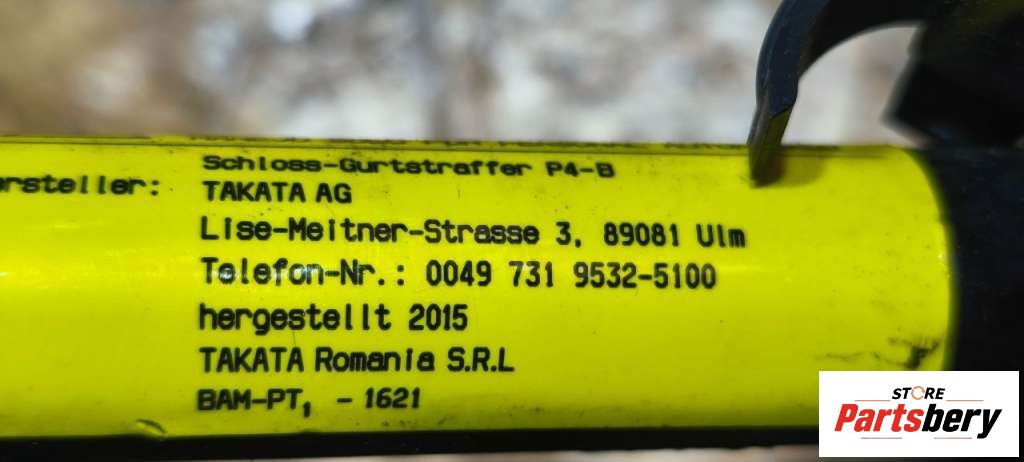 Schloss-Gurtstraffer P4-B
ersteller: TAKATA AG
Lise-Meitner-Strasse 3, 89081 Ulm
Telefon-Nr.: 0049 731 9532-5100
hergestellt 2015
TAKATA Romania S.R.L
BAM-PT, - 1621
STORE
Partsbery